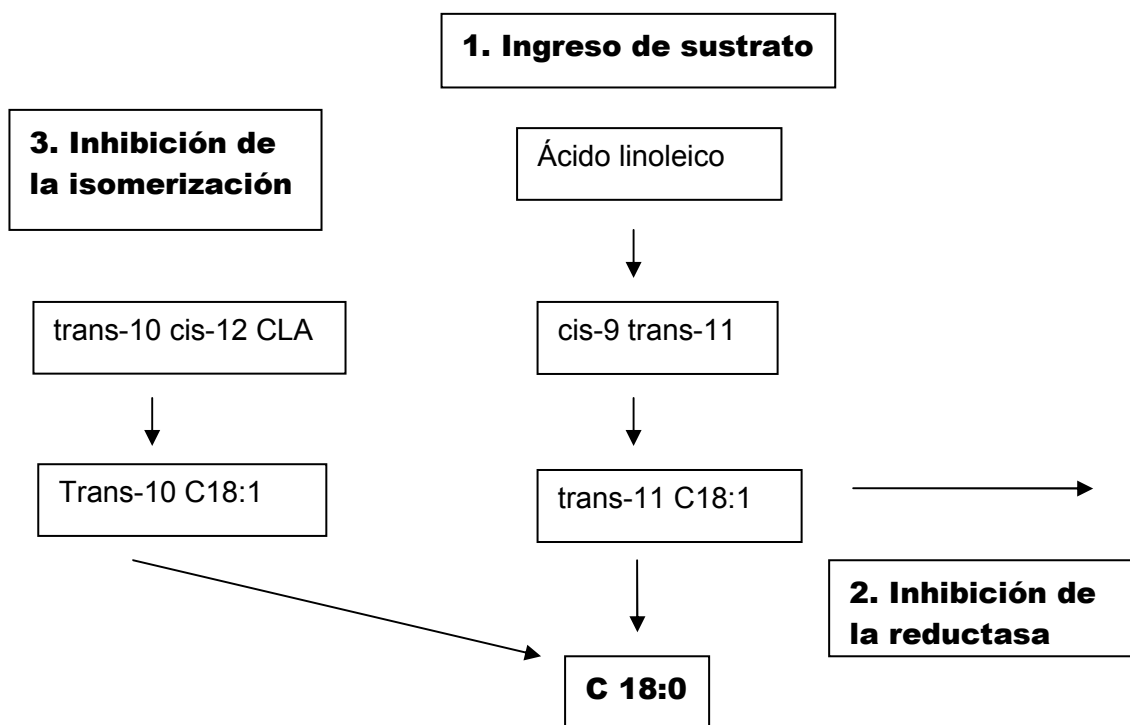 1. Ingreso de sustrato
3. Inhibición de
la isomerización
Ácido linoleico
trans-10 cis-12 CLA
cis-9 trans-11
Trans-10 C18:1
trans-11 C18:1
2. Inhibición de
la reductasa
C 18:0